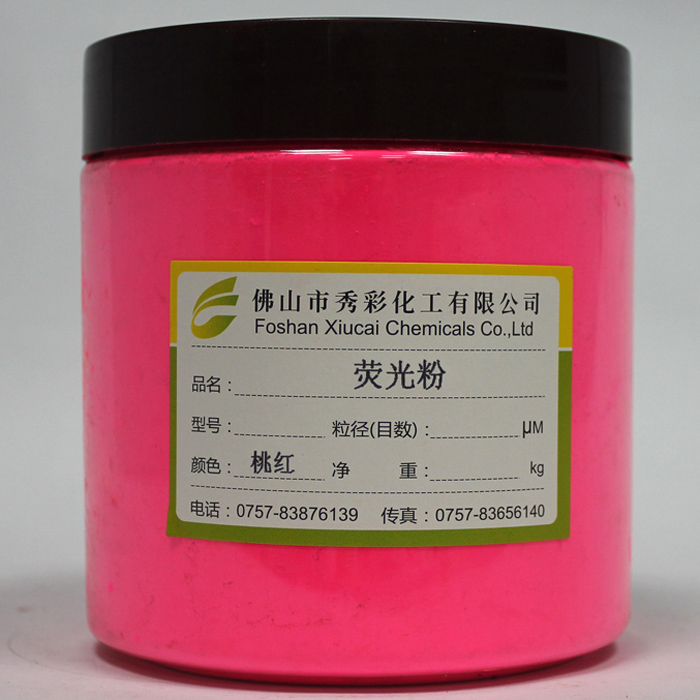 佛山市秀彩化工有限公司
Foshan Xiucai Chemicals Co.,Ltd
品名： 荧光粉
型号： 粒径(目数)： μM
颜色： 桃红 净 重： kg
电话：0757-83876139 传真：0757-83656140